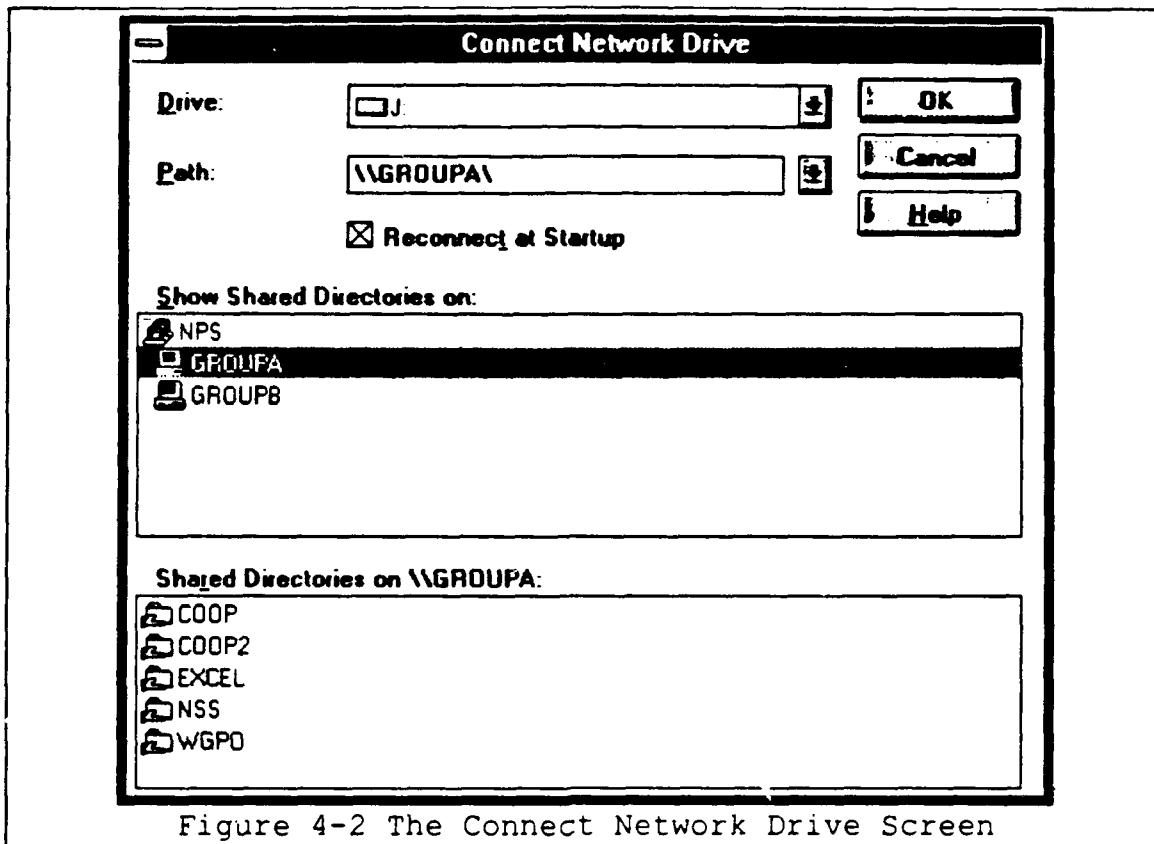 Connect Network Drive
Drive:
J:
OK
Path:
\\GROUPA\
Cancel
Reconnect at Startup
Help
Show Shared Directories on:
NPS
GROUPA
GROUPB
Shared Directories on \\GROUPA:
COOP
COOP2
EXCEL
NSS
WGPO
Figure 4-2 The Connect Network Drive Screen